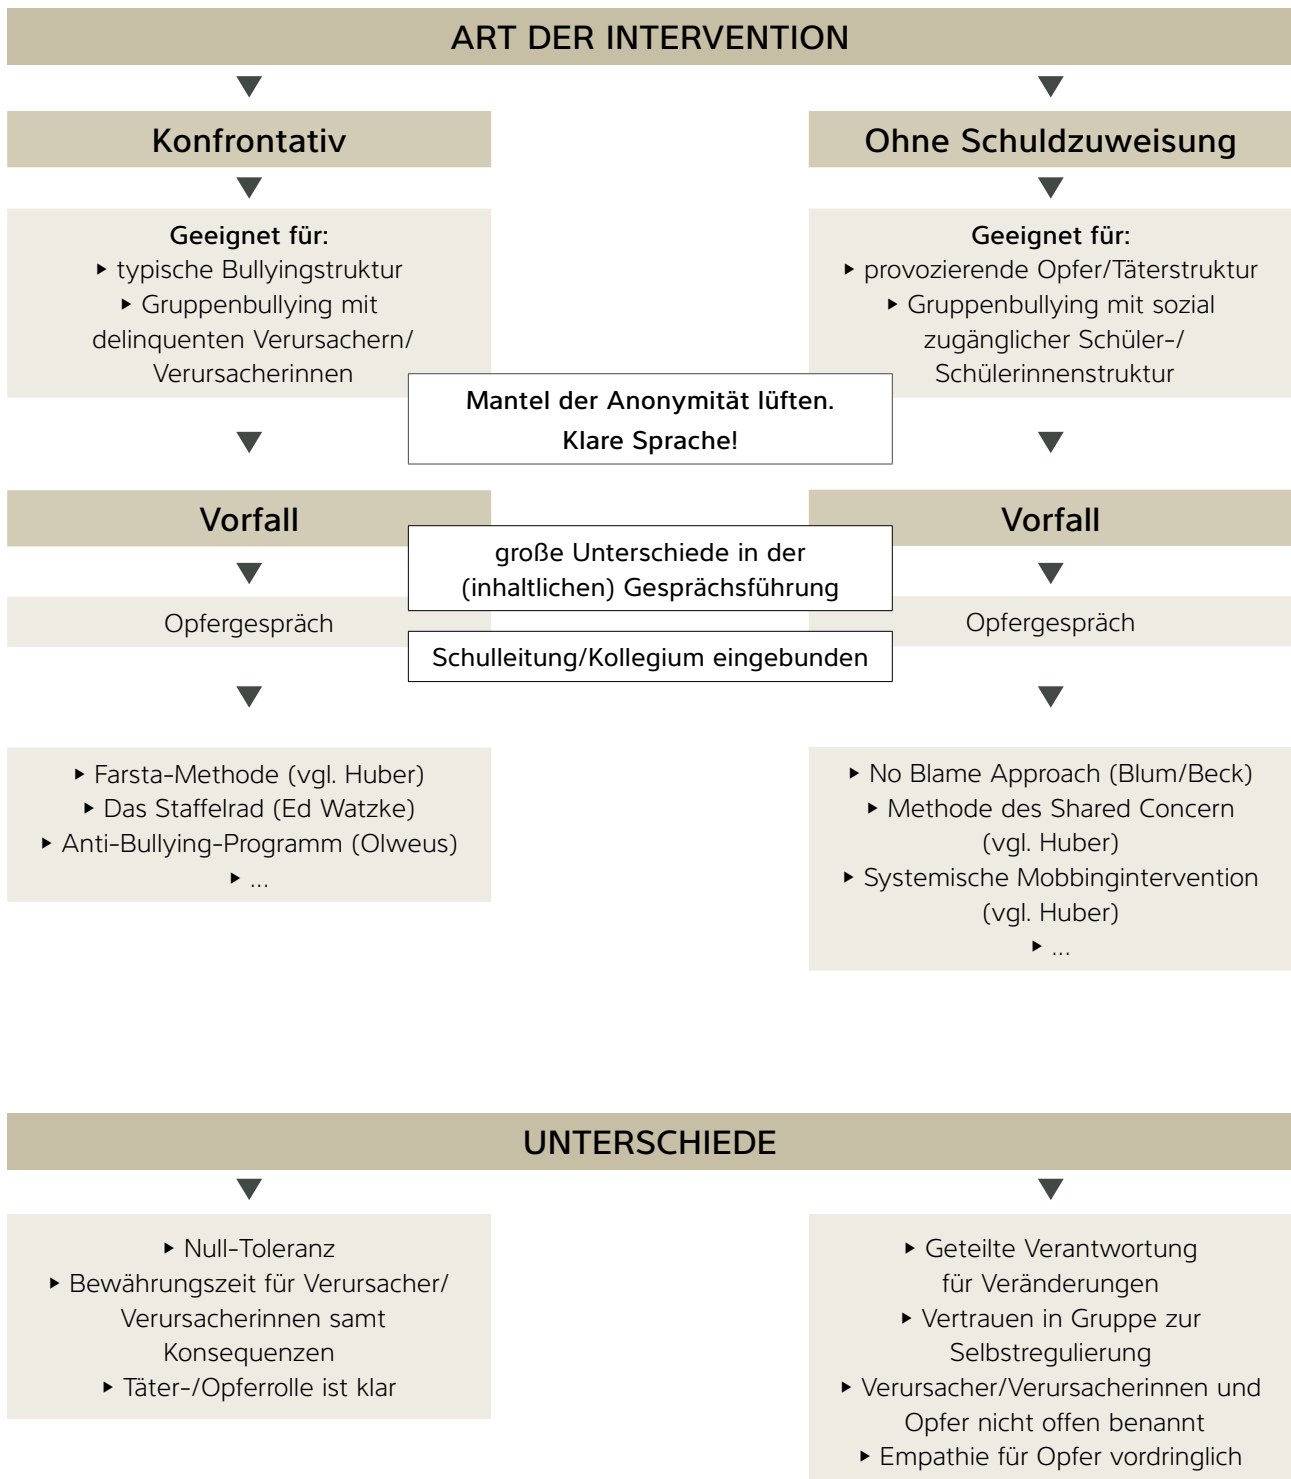 ART DER INTERVENTION
Konfrontativ
Geeignet für:
▸ typische Bullyingstruktur
▸ Gruppenbullying mit
delinquenten Verursachern/
Verursacherinnen
Ohne Schuldzuweisung
Geeignet für:
▸ provozierende Opfer/Täterstruktur
▸ Gruppenbullying mit sozial
zugänglicher Schüler-/
Schülerinnenstruktur
Mantel der Anonymität lüften.
Klare Sprache!
Vorfall
Vorfall
große Unterschiede in der
(inhaltlichen) Gesprächsführung
Opfergespräch
Opfergespräch
Schulleitung/Kollegium eingebunden
▸ Farsta-Methode (vgl. Huber)
▸ Das Staffelrad (Ed Watzke)
▸ Anti-Bullying-Programm (Olweus)
▸ ...
▸ No Blame Approach (Blum/Beck)
▸ Methode des Shared Concern
(vgl. Huber)
▸ Systemische Mobbingintervention
(vgl. Huber)
▸ ...
UNTERSCHIEDE
▸ Null-Toleranz
▸ Bewährungszeit für Verursacher/
Verursacherinnen samt
Konsequenzen
▸ Täter-/Opferrolle ist klar
▸ Geteilte Verantwortung
für Veränderungen
▸ Vertrauen in Gruppe zur
Selbstregulierung
▸ Verursacher/Verursacherinnen und
Opfer nicht offen benannt
▸ Empathie für Opfer vordringlich